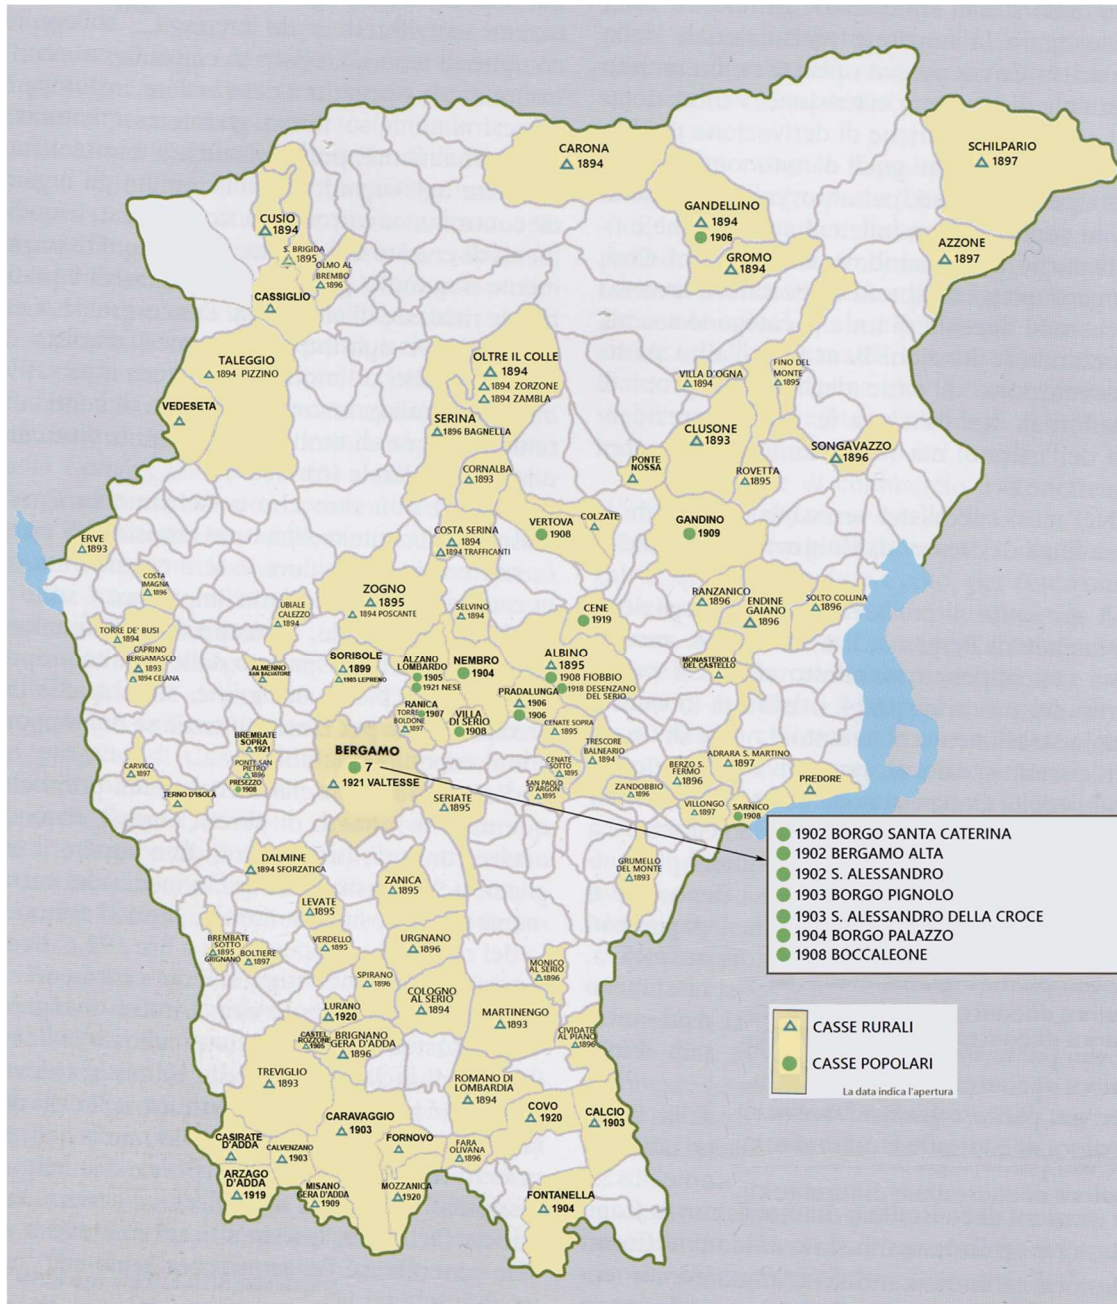 CARONA
1894
SCHILPARIO
1897
GANDELLINO
1894
1906
CUSIO
1894
S. BRIGIDA
1895
OLMO AL
BREMBO
1896
GROMO
1894
AZZONE
1897
CASSIGLIO
TALEGGIO
1894 PIZZINO
OLTRE IL COLLE
1894
1894 ZORZONE
1894 ZAMBLA
VILLA D'OGNA
1894
FINO DEL
MONTE
1895
VEDESETA
SERINA
1896 BAGNELLA
CLUSONE
1893
SONGAVAZZO
1896
CORNALBA
1893
PONTE
NOSSA
ROVETTA
1895
ERVE
1893
COSTA SERINA
1894
1894 TRAFFICANTI
VERTOVA
1908
COLZATE
GANDINO
1909
COSTA
IMAGNA
1896
ZOGNO
1895
1894 POSCANTE
UBIALE
CALEZZO
1894
SELVINO
1894
CENE
1919
RANZANICO
1896
ENDINE
GAIANO
1896
SOLTO COLLINA
1896
TORRE DE' BUSI
1894
CAPRINO
BERGAMASCO
1893
1894 CELANA
ALMENNO
SAN SALVATORE
SORISOLE
1899
1905 LEPRENO
ALZANO
LOMBARDO
1905
1921 NESE
NEMBRO
1904
ALBINO
1895
1908 FIOBBIO
1918 DESENZANO
DEL SERIO
MONASTEROLO
DEL CASTELLO
PRADALUNGA
1906
1906
RANICA
1907
TORRE
BOLDONE
1897
VILLA
DI SERIO
1908
CENATE SOPRA
1895
TRESCORE
BALNEARIO
1894
BREMBATE
SOPRA
1921
PONTE SAN
PIETRO
1896
PRESEZZO
1908
BERGAMO
7
1921 VALTESSE
CENATE
SOTTO
1895
SAN PAOLO
D'ARGON
1895
BERZO S.
FERMO
1896
ADRARA S. MARTINO
1897
PREDORE
CARVICO
1897
TERNO D'ISOLA
SERIATE
1895
ZANDOBBIO
1896
VILLONGO
1897
SARNICO
1908
1902 BORGO SANTA CATERINA
1902 BERGAMO ALTA
1902 S. ALESSANDRO
1903 BORGO PIGNOLO
1903 S. ALESSANDRO DELLA CROCE
1904 BORGO PALAZZO
1908 BOCCALEONE
DALMINE
1894 SFORZATICA
ZANICA
1895
GRUMELLO
DEL MONTE
1893
LEVATE
1895
BREMBATE
SOTTO
1895
GRIGNANO
BOLTIERE
1897
VERDELLO
1895
URGNANO
1896
SPIRANO
1896
MONICO
AL SERIO
1896
COLOGNO
AL SERIO
1894
LURANO
1920
MARTINENGO
1893
CIVIDATE
AL PIANO
1896
CASTEL
ROZZONE
1905
BRIGNANO
GERA D'ADDA
1896
TREVIGLIO
1893
ROMANO DI
LOMBARDIA
1894
COVO
1920
CALCIO
1903
CARAVAGGIO
1903
CASIRATE
D'ADDA
CALVENZANO
1903
FORNOVO
FARA
OLIVANA
1896
ARZAGO
D'ADDA
1919
MISANO
GERA D'ADDA
1909
MOZZANICA
1920
FONTANELLA
1904
CASSE RURALI
CASSE POPOLARI
La data indica l'apertura